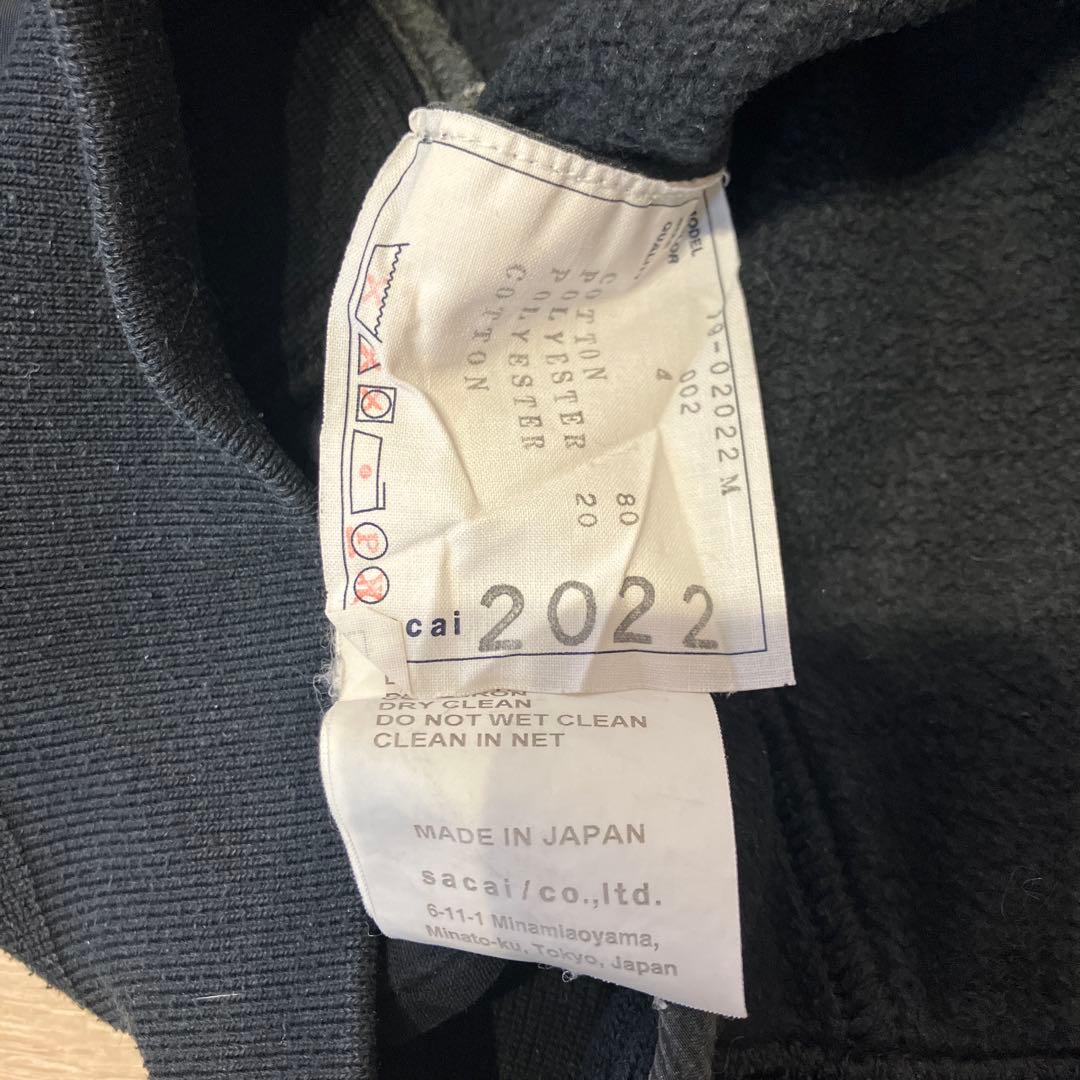 MODEL 19-02022M
002
QUALITY 4
COTTON 80
POLYESTER 20
POLYESTER
COTTON
cai 2022
DRY CLEAN
DO NOT WET CLEAN
CLEAN IN NET
MADE IN JAPAN
sacai/co.,ltd.
6-11-1 Minamiaoyama,
Minato-ku, Tokyo, Japan